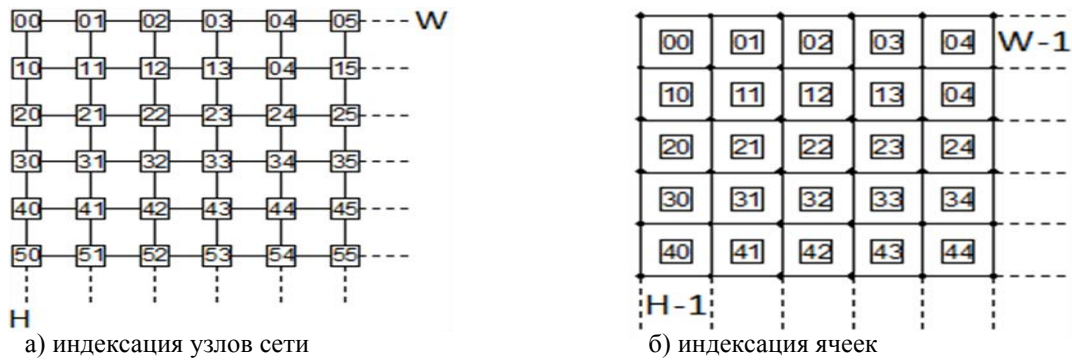 00 01 02 03 04 05 W
10 11 12 13 04 15
20 21 22 23 24 25
30 31 32 33 34 35
40 41 42 43 44 45
50 51 52 53 54 55
H
а) индексация узлов сети
00 01 02 03 04 W-1
10 11 12 13 04
20 21 22 23 24
30 31 32 33 34
40 41 42 43 44
H-1
б) индексация ячеек